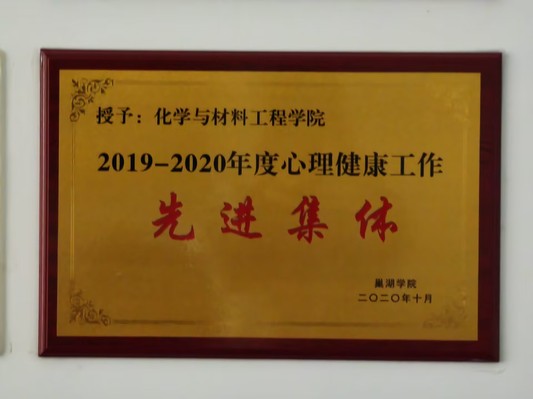 授予：化学与材料工程学院
2019-2020年度心理健康工作
先进集体
巢湖学院
二〇二〇年十月